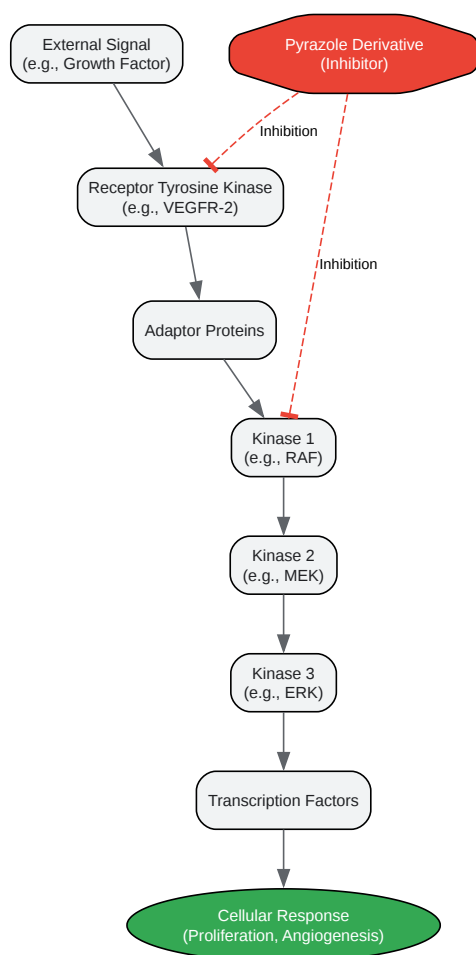 External Signal
(e.g., Growth Factor)
Pyrazole Derivative
(Inhibitor)
Inhibition
Receptor Tyrosine Kinase
(e.g., VEGFR-2)
Inhibition
Adaptor Proteins
Kinase 1
(e.g., RAF)
Kinase 2
(e.g., MEK)
Kinase 3
(e.g., ERK)
Transcription Factors
Cellular Response
(Proliferation, Angiogenesis)